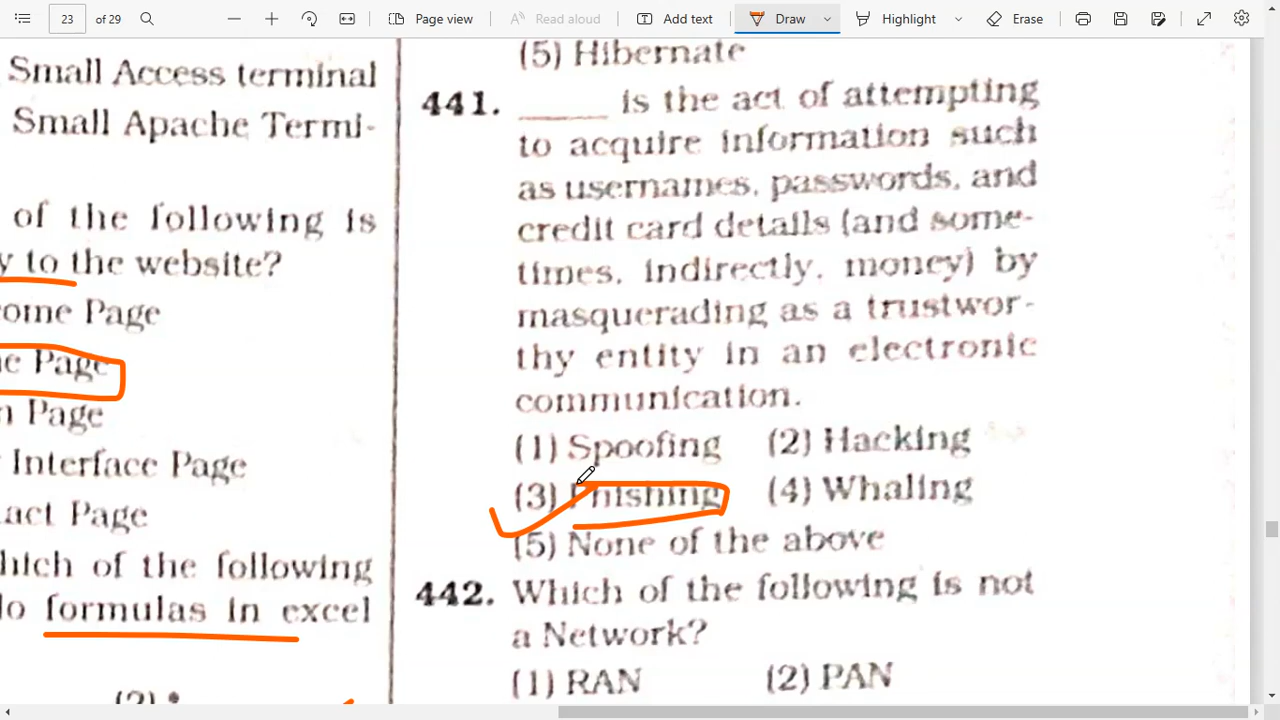 23 of 29
Page view
Read aloud
Add text
Draw
Highlight
Erase
Small Access terminal
Small Apache Termi-
of the following is
y to the website?
ome Page
e Page
n Page
Interface Page
act Page
hich of the following
lo formulas in excel
(2)
(5) Hibernate
441. _____ is the act of attempting
to acquire information such
as usernames, passwords, and
credit card details (and some-
times, indirectly, money) by
masquerading as a trustwor-
thy entity in an electronic
communication.
(1) Spoofing (2) Hacking
(3) Phishing (4) Whaling
(5) None of the above
442. Which of the following is not
a Network?
(1) RAN (2) PAN